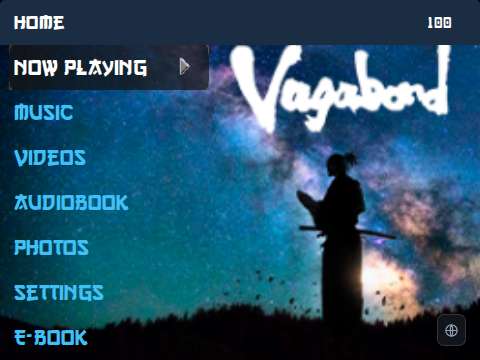 HOME
100
NOW PLAYING
Vagabond
MUSIC
VIDEOS
AUDIOBOOK
PHOTOS
SETTINGS
E-BOOK